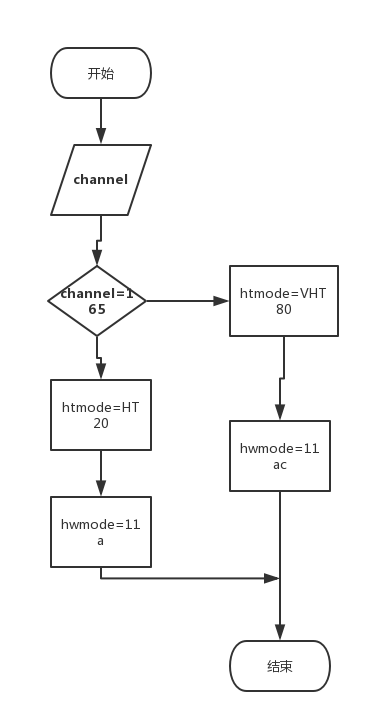 开始
channel
channel=1
65
htmode=VHT
80
htmode=HT
20
hwmode=11
ac
hwmode=11
a
结束